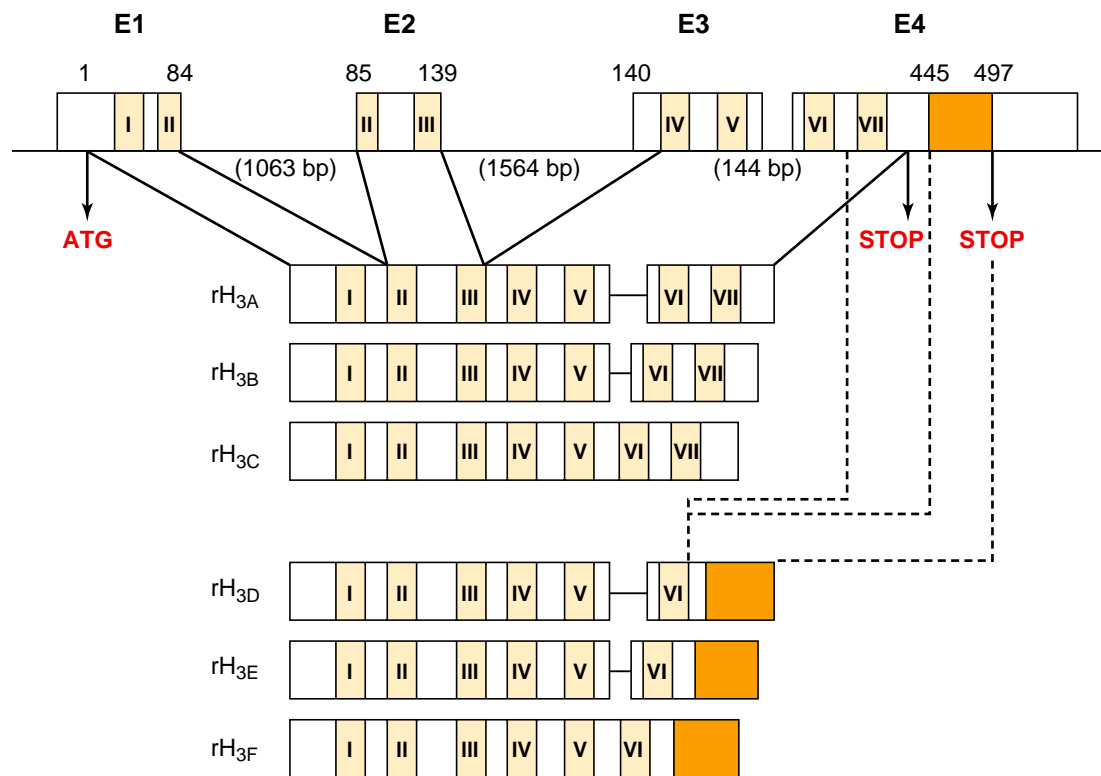 E1 E2 E3 E4
1 84 85 139 140 445 497
I II II III IV V VI VII
(1063 bp) (1564 bp) (144 bp)
ATG STOP STOP
rH3A I II III IV V VI VII
rH3B I II III IV V VI VII
rH3C I II III IV V VI VII
rH3D I II III IV V VI
rH3E I II III IV V VI
rH3F I II III IV V VI